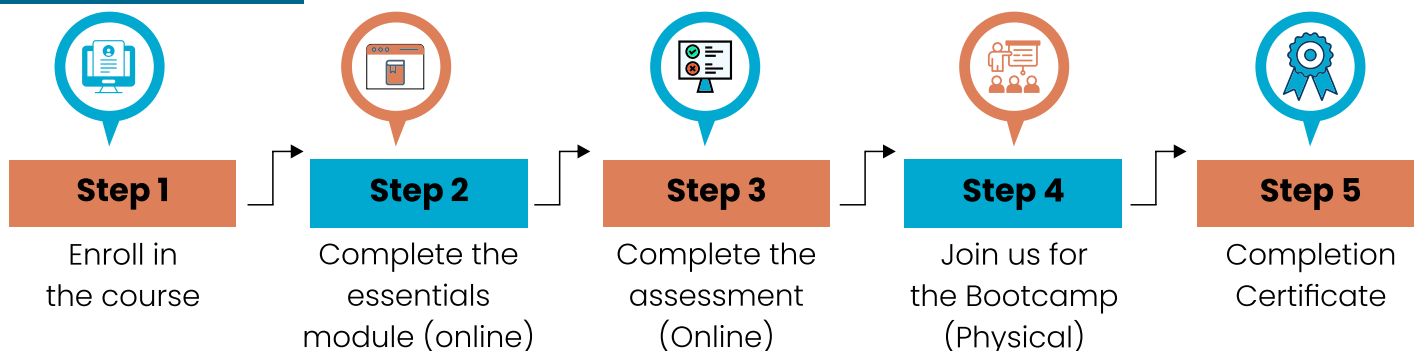 Step 1
Enroll in
the course
Step 2
Complete the
essentials
module (online)
Step 3
Complete the
assessment
(Online)
Step 4
Join us for
the Bootcamp
(Physical)
Step 5
Completion
Certificate